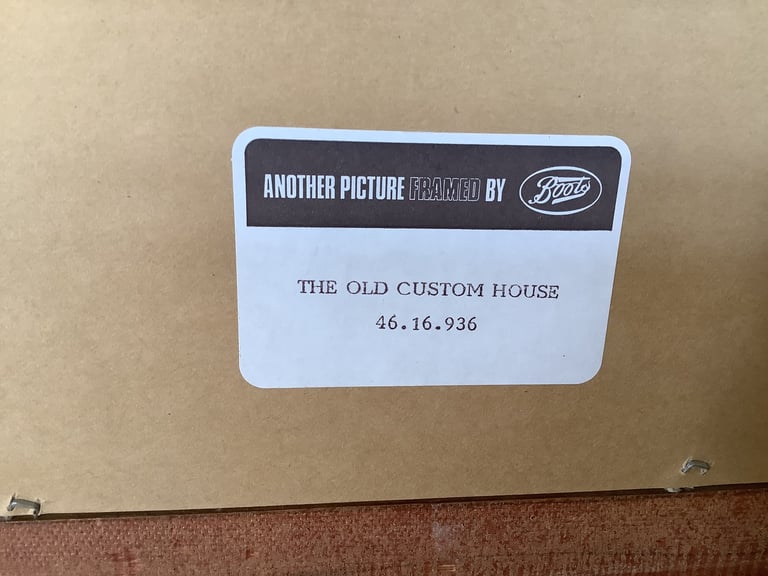 ANOTHER PICTURE FRAMED BY Boots
THE OLD CUSTOM HOUSE
46.16.936